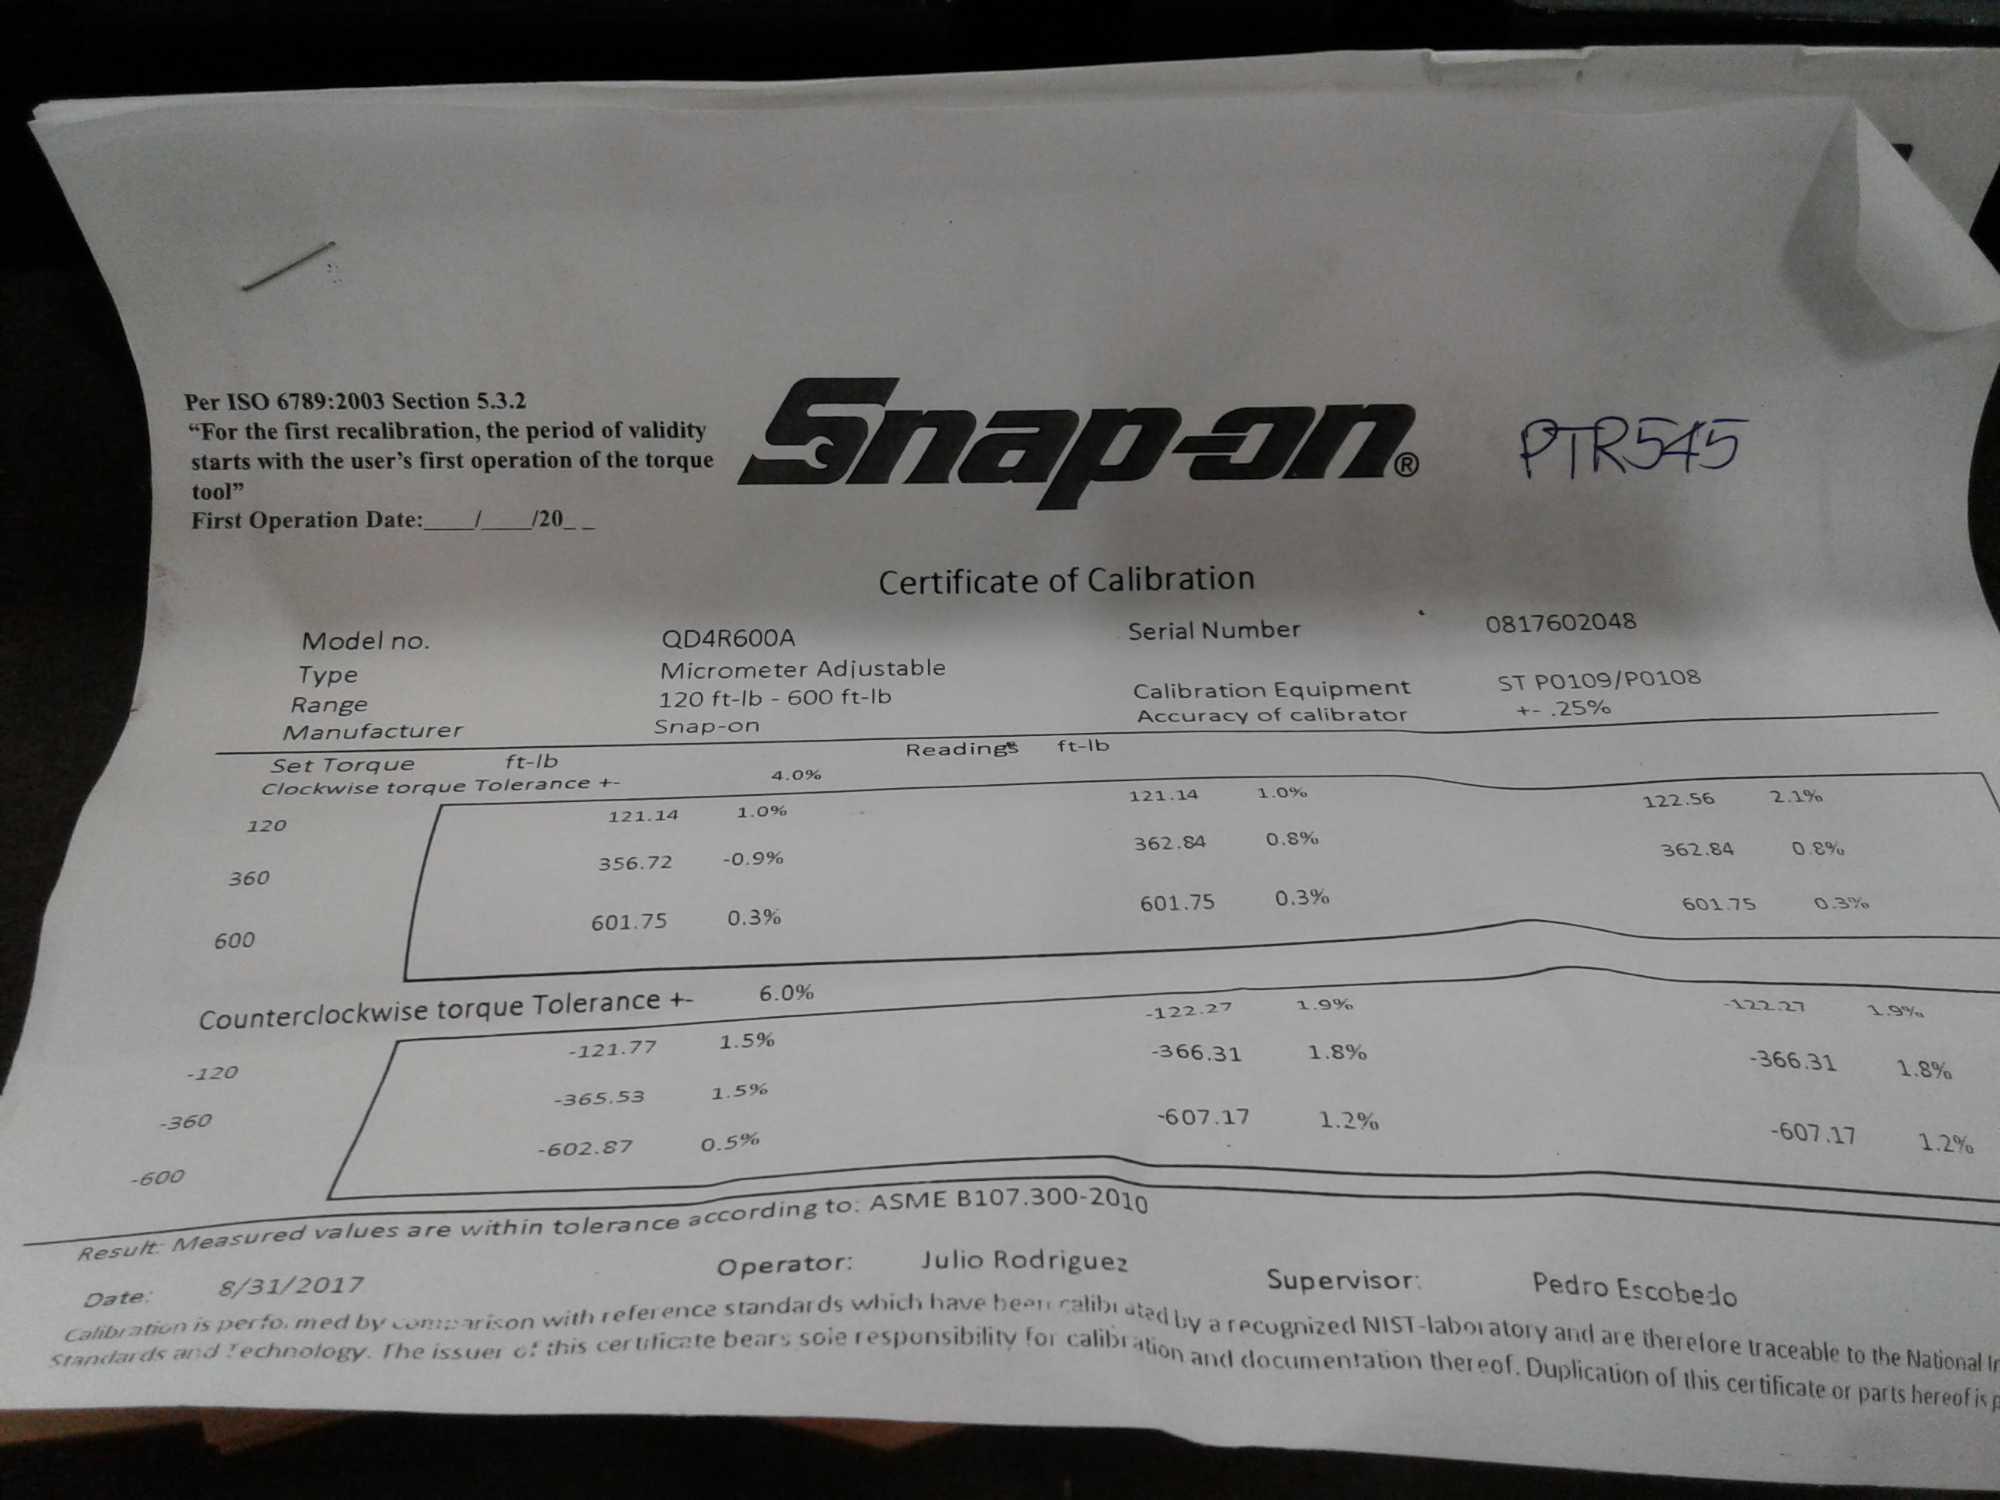 Per ISO 6789:2003 Section 5.3.2
“For the first recalibration, the period of validity
starts with the user’s first operation of the torque
tool”
First Operation Date:____/____/20_ _
Snap-on®
PTR545
Certificate of Calibration
Model no. QD4R600A Serial Number 0817602048
Type Micrometer Adjustable
Range 120 ft-lb - 600 ft-lb Calibration Equipment ST P0109/P0108
Manufacturer Snap-on Accuracy of calibrator +- .25%
Set Torque ft-lb Readings ft-lb
Clockwise torque Tolerance +- 4.0%
120 121.14 1.0% 121.14 1.0% 122.56 2.1%
360 356.72 -0.9% 362.84 0.8% 362.84 0.8%
600 601.75 0.3% 601.75 0.3% 601.75 0.3%
Counterclockwise torque Tolerance +- 6.0%
-120 -121.77 1.5% -122.27 1.9% -122.27 1.9%
-360 -365.53 1.5% -366.31 1.8% -366.31 1.8%
-600 -602.87 0.5% -607.17 1.2% -607.17 1.2%
Result: Measured values are within tolerance according to: ASME B107.300-2010
Date: 8/31/2017 Operator: Julio Rodriguez Supervisor: Pedro Escobedo
Calibration is performed by comparison with reference standards which have been calibrated by a recognized NIST-laboratory and are therefore traceable to the National
Standards and Technology. The issuer of this certificate bears sole responsibility for calibration and documentation thereof. Duplication of this certificate or parts hereof is